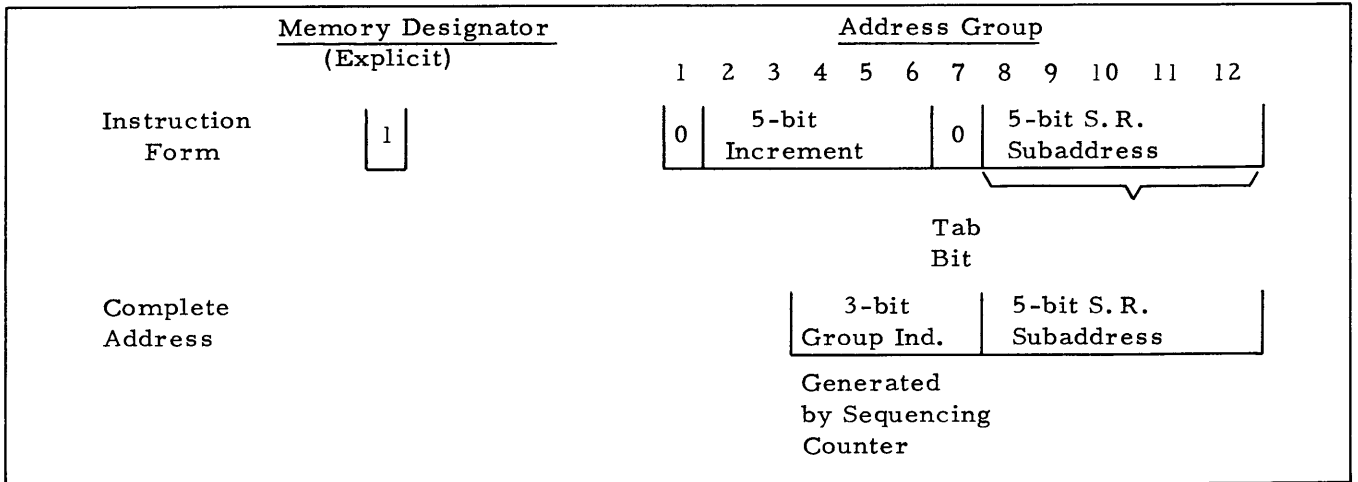 Memory Designator Address Group
(Explicit)
1 2 3 4 5 6 7 8 9 10 11 12
Instruction 5-bit 5-bit S. R.
1 0 0
Form Increment Subaddress
Tab
Bit
Complete 3-bit 5-bit S. R.
Address Group Ind. Subaddress
Generated
by Sequencing
Counter